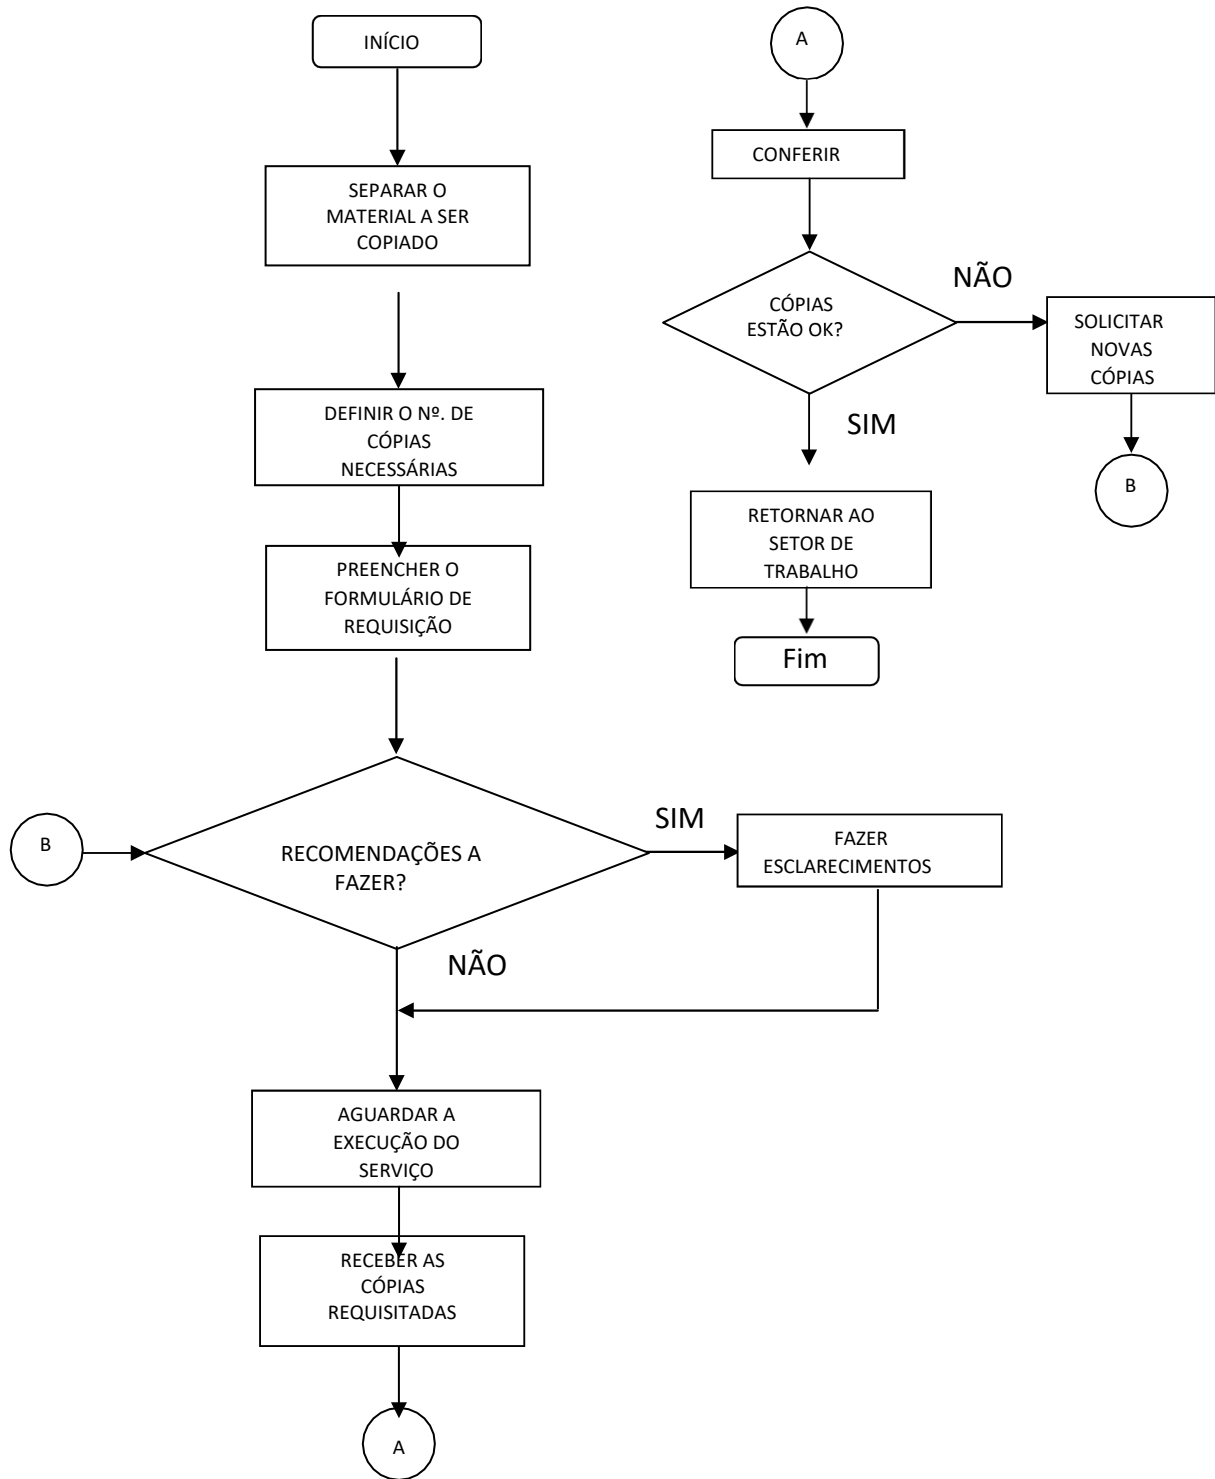 INÍCIO
SEPARAR O
MATERIAL A SER
COPIADO
DEFINIR O Nº. DE
CÓPIAS
NECESSÁRIAS
PREENCHER O
FORMULÁRIO DE
REQUISIÇÃO
B
RECOMENDAÇÕES A
FAZER?
SIM
FAZER
ESCLARECIMENTOS
NÃO
AGUARDAR A
EXECUÇÃO DO
SERVIÇO
RECEBER AS
CÓPIAS
REQUISITADAS
A
A
CONFERIR
CÓPIAS
ESTÃO OK?
NÃO
SOLICITAR
NOVAS
CÓPIAS
B
SIM
RETORNAR AO
SETOR DE
TRABALHO
Fim